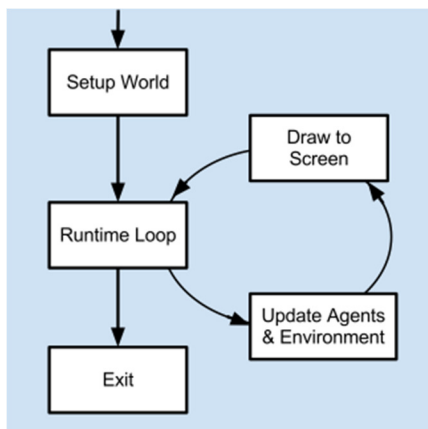 Setup World
Draw to
Screen
Runtime Loop
Update Agents
& Environment
Exit